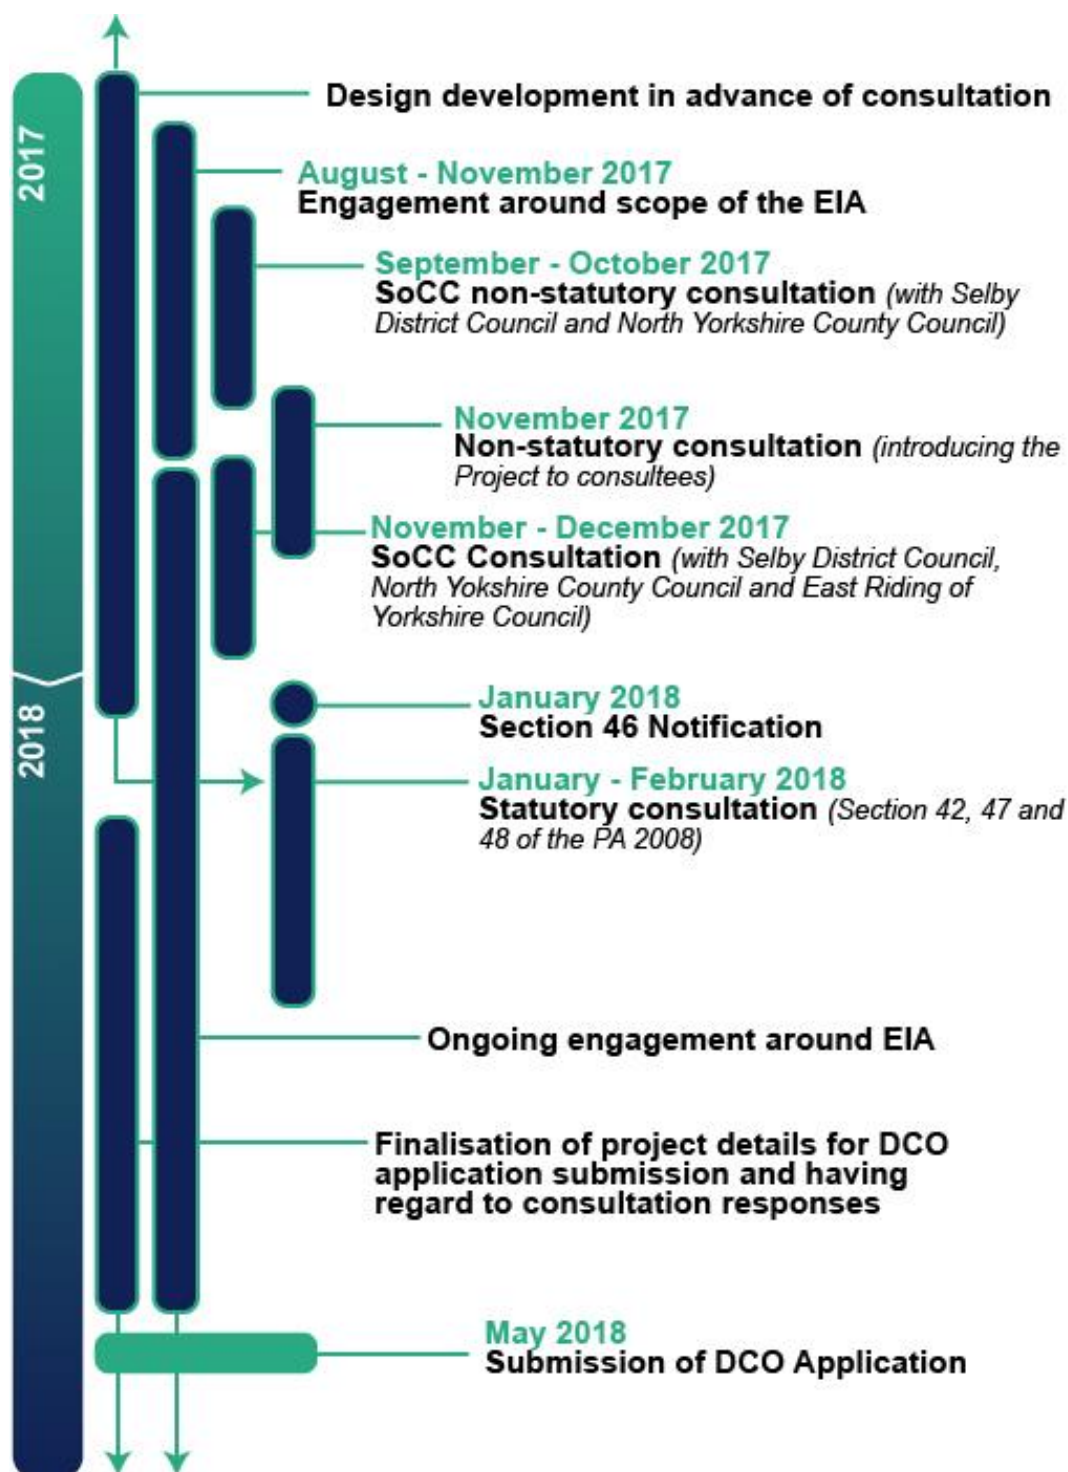 2017
Design development in advance of consultation
August - November 2017
Engagement around scope of the EIA
September - October 2017
SoCC non-statutory consultation (with Selby
District Council and North Yorkshire County Council)
November 2017
Non-statutory consultation (introducing the
Project to consultees)
November - December 2017
SoCC Consultation (with Selby District Council,
North Yokshire County Council and East Riding of
Yorkshire Council)
2018
January 2018
Section 46 Notification
January - February 2018
Statutory consultation (Section 42, 47 and
48 of the PA 2008)
Ongoing engagement around EIA
Finalisation of project details for DCO
application submission and having
regard to consultation responses
May 2018
Submission of DCO Application